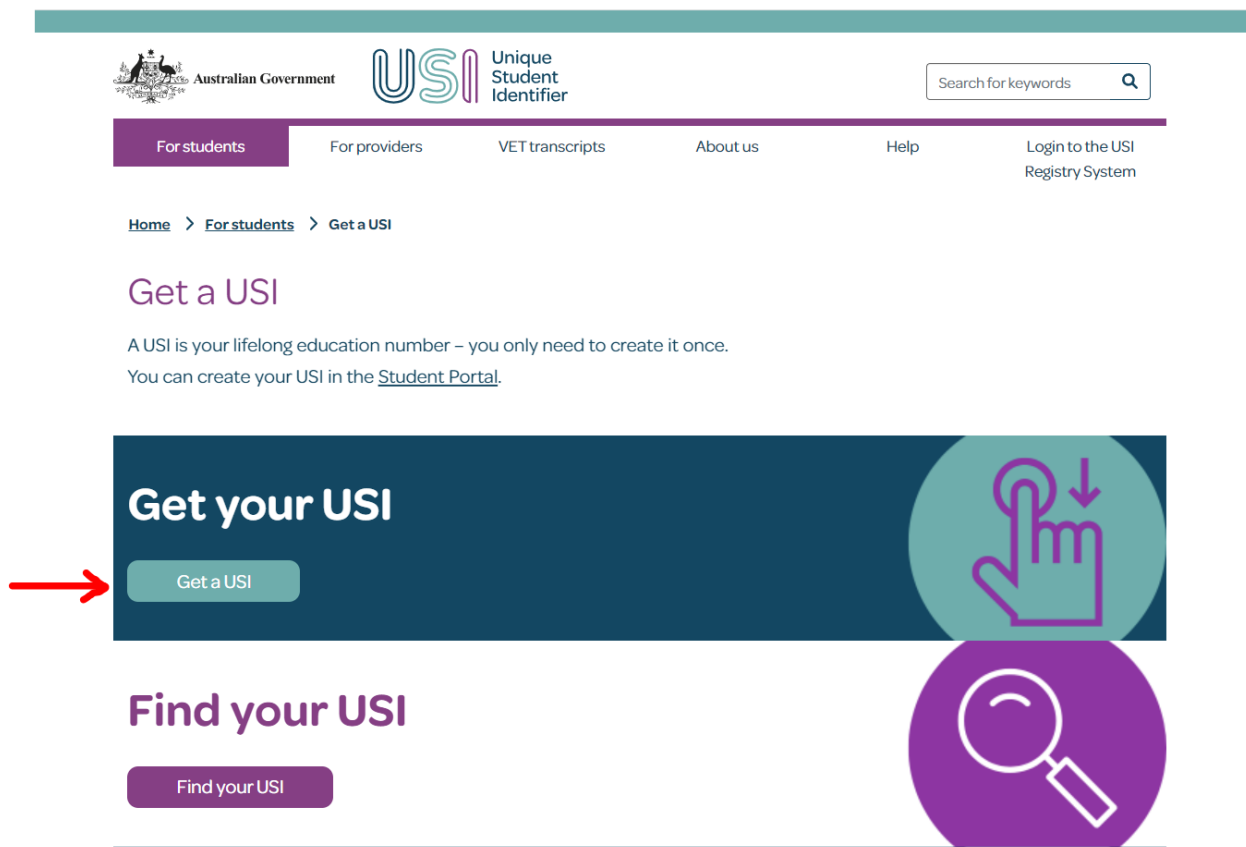 Australian Government
USI
Unique
Student
Identifier
Search for keywords
For students
For providers
VET transcripts
About us
Help
Login to the USI
Registry System
Home > For students > Get a USI
Get a USI
A USI is your lifelong education number – you only need to create it once.
You can create your USI in the Student Portal.
Get your USI
Get a USI
Find your USI
Find your USI